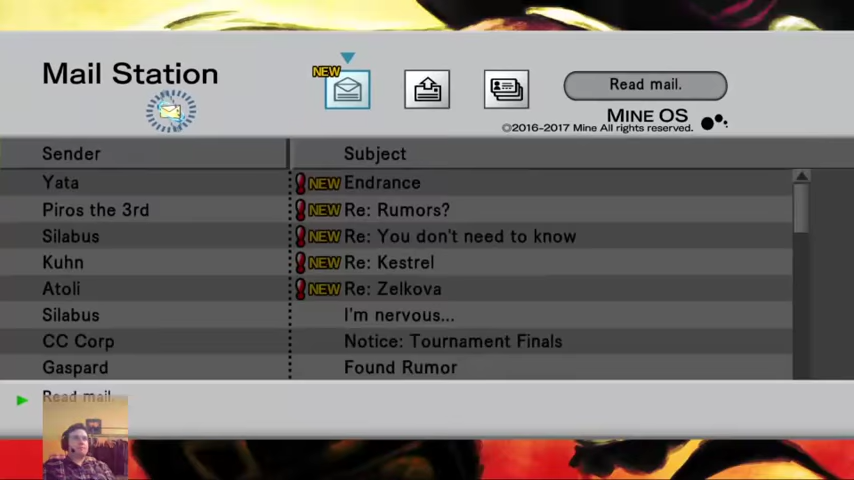 Mail Station
NEW
Read mail.
MINE OS
©2016-2017 Mine All rights reserved.
Sender Subject
Yata NEW Endrance
Piros the 3rd NEW Re: Rumors?
Silabus NEW Re: You don't need to know
Kuhn NEW Re: Kestrel
Atoli NEW Re: Zelkova
Silabus I'm nervous...
CC Corp Notice: Tournament Finals
Gaspard Found Rumor
Read mail.